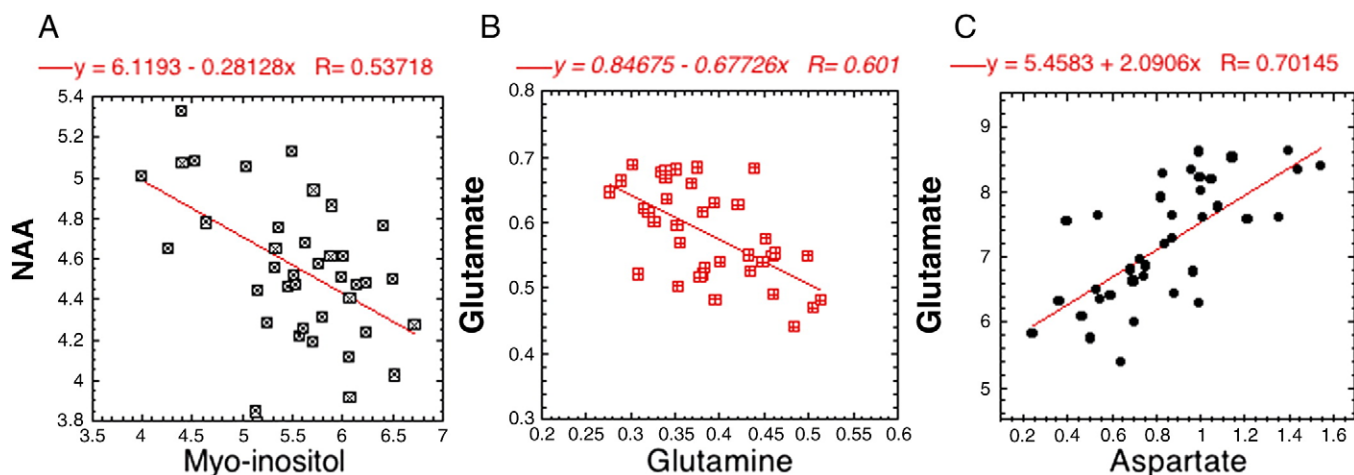 A
B
C
y = 6.1193 - 0.28128x R= 0.53718
y = 0.84675 - 0.67726x R= 0.601
y = 5.4583 + 2.0906x R= 0.70145
NAA
5.4
5.2
5
4.8
4.6
4.4
4.2
4
3.8
3.5 4 4.5 5 5.5 6 6.5 7
Myo-inositol
Glutamate
0.8
0.7
0.6
0.5
0.4
0.3
0.2 0.3 0.35 0.4 0.45 0.5 0.6
Glutamine
Glutamate
9
8
7
6
5
0.2 0.4 0.6 0.8 1 1.2 1.4 1.6
Aspartate